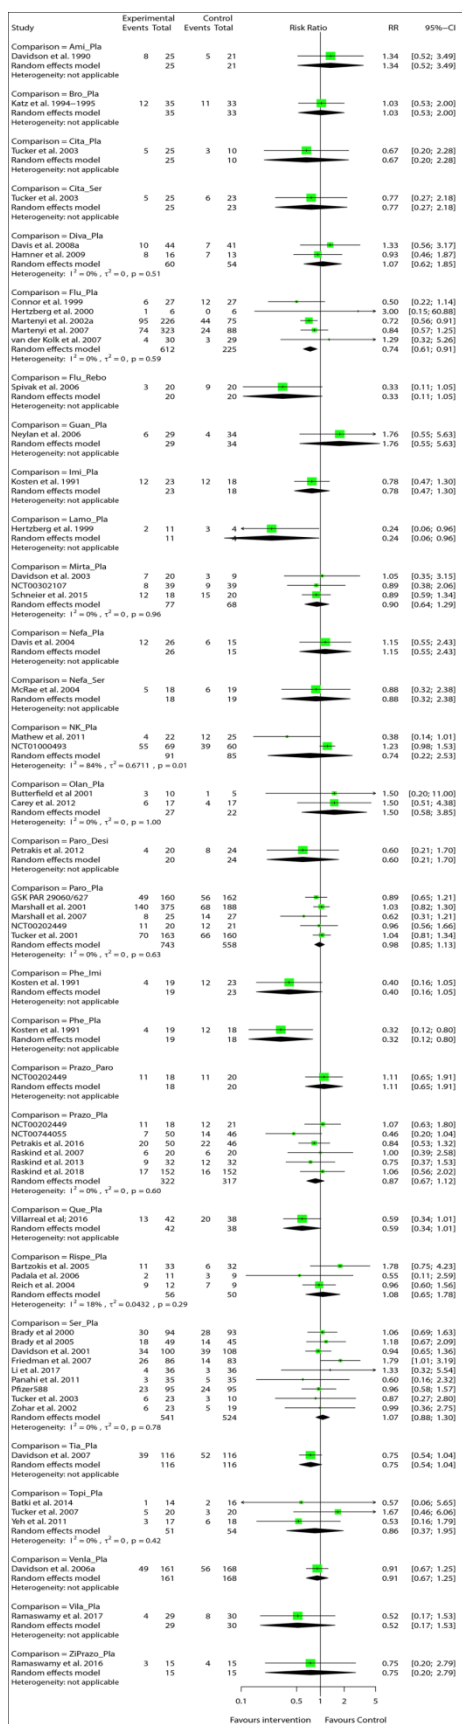 Experimental Control
Study Events Total Events Total Risk Ratio RR 95%−CI
Comparison = Ami_Pla
Davidson et al. 1990 8 25 5 21 1.34 [0.52; 3.49]
Random effects model 25 21 1.34 [0.52; 3.49]
Heterogeneity: not applicable
Comparison = Bro_Pla
Katz et al. 1994−1995 12 35 11 33 1.03 [0.53; 2.00]
Random effects model 35 33 1.03 [0.53; 2.00]
Heterogeneity: not applicable
Comparison = Cita_Pla
Tucker et al. 2003 5 25 3 10 0.67 [0.20; 2.28]
Random effects model 25 10 0.67 [0.20; 2.28]
Heterogeneity: not applicable
Comparison = Cita_Ser
Tucker et al. 2003 5 25 6 23 0.77 [0.27; 2.18]
Random effects model 25 23 0.77 [0.27; 2.18]
Heterogeneity: not applicable
Comparison = Diva_Pla
Davis et al. 2008a 10 44 7 41 1.33 [0.56; 3.17]
Hamner et al. 2009 8 16 7 13 0.93 [0.46; 1.87]
Random effects model 60 54 1.07 [0.62; 1.85]
Heterogeneity: I² = 0% , τ² = 0 , p = 0.51
Comparison = Flu_Pla
Connor et al. 1999 6 27 12 27 0.50 [0.22; 1.14]
Hertzberg et al. 2000 1 6 0 6 3.00 [0.15; 60.88]
Martenyi et al. 2002a 95 226 44 75 0.72 [0.56; 0.91]
Martenyi et al. 2007 74 323 24 88 0.84 [0.57; 1.25]
van der Kolk et al. 2007 4 30 3 29 1.29 [0.32; 5.26]
Random effects model 612 225 0.74 [0.61; 0.91]
Heterogeneity: I² = 0% , τ² = 0 , p = 0.59
Comparison = Flu_Rebo
Spivak et al. 2006 3 20 9 20 0.33 [0.11; 1.05]
Random effects model 20 20 0.33 [0.11; 1.05]
Heterogeneity: not applicable
Comparison = Guan_Pla
Neylan et al. 2006 6 29 4 34 1.76 [0.55; 5.63]
Random effects model 29 34 1.76 [0.55; 5.63]
Heterogeneity: not applicable
Comparison = Imi_Pla
Kosten et al. 1991 12 23 12 18 0.78 [0.47; 1.30]
Random effects model 23 18 0.78 [0.47; 1.30]
Heterogeneity: not applicable
Comparison = Lamo_Pla
Hertzberg et al. 1999 2 11 3 4 0.24 [0.06; 0.96]
Random effects model 11 4 0.24 [0.06; 0.96]
Heterogeneity: not applicable
Comparison = Mirta_Pla
Davidson et al. 2003 7 20 3 9 1.05 [0.35; 3.15]
NCT00302107 8 39 9 39 0.89 [0.38; 2.06]
Schneier et al. 2015 12 18 15 20 0.89 [0.59; 1.34]
Random effects model 77 68 0.90 [0.64; 1.29]
Heterogeneity: I² = 0% , τ² = 0 , p = 0.96
Comparison = Nefa_Pla
Davis et al. 2004 12 26 6 15 1.15 [0.55; 2.43]
Random effects model 26 15 1.15 [0.55; 2.43]
Heterogeneity: not applicable
Comparison = Nefa_Ser
McRae et al. 2004 5 18 6 19 0.88 [0.32; 2.38]
Random effects model 18 19 0.88 [0.32; 2.38]
Heterogeneity: not applicable
Comparison = NK_Pla
Mathew et al. 2011 4 22 12 25 0.38 [0.14; 1.01]
NCT01000493 55 69 39 60 1.23 [0.98; 1.53]
Random effects model 91 85 0.74 [0.22; 2.53]
Heterogeneity: I² = 84% , τ² = 0.6711 , p = 0.01
Comparison = Olan_Pla
Butterfield et al 2001 3 10 1 5 1.50 [0.20; 11.00]
Carey et al. 2012 6 17 4 17 1.50 [0.51; 4.38]
Random effects model 27 22 1.50 [0.58; 3.85]
Heterogeneity: I² = 0% , τ² = 0 , p = 1.00
Comparison = Paro_Desi
Petrakis et al. 2012 4 20 8 24 0.60 [0.21; 1.70]
Random effects model 20 24 0.60 [0.21; 1.70]
Heterogeneity: not applicable
Comparison = Paro_Pla
GSK PAR 29060/627 49 160 56 162 0.89 [0.65; 1.21]
Marshall et al. 2001 140 375 68 188 1.03 [0.82; 1.30]
Marshall et al. 2007 8 25 14 27 0.62 [0.31; 1.21]
NCT00202449 11 20 12 21 0.96 [0.56; 1.66]
Tucker et al. 2001 70 163 66 160 1.04 [0.81; 1.34]
Random effects model 743 558 0.98 [0.85; 1.13]
Heterogeneity: I² = 0% , τ² = 0 , p = 0.63
Comparison = Phe_Imi
Kosten et al. 1991 4 19 12 23 0.40 [0.16; 1.05]
Random effects model 19 23 0.40 [0.16; 1.05]
Heterogeneity: not applicable
Comparison = Phe_Pla
Kosten et al. 1991 4 19 12 18 0.32 [0.12; 0.80]
Random effects model 19 18 0.32 [0.12; 0.80]
Heterogeneity: not applicable
Comparison = Prazo_Paro
NCT00202449 11 18 11 20 1.11 [0.65; 1.91]
Random effects model 18 20 1.11 [0.65; 1.91]
Heterogeneity: not applicable
Comparison = Prazo_Pla
NCT00202449 11 18 12 21 1.07 [0.63; 1.80]
NCT00744055 7 50 14 46 0.46 [0.20; 1.04]
Petrakis et al. 2016 20 50 22 46 0.84 [0.53; 1.32]
Raskind et al. 2007 6 20 6 20 1.00 [0.39; 2.58]
Raskind et al. 2013 9 32 12 32 0.75 [0.37; 1.53]
Raskind et al. 2018 17 152 16 152 1.06 [0.56; 2.02]
Random effects model 322 317 0.87 [0.67; 1.12]
Heterogeneity: I² = 0% , τ² = 0 , p = 0.60
Comparison = Que_Pla
Villarreal et al; 2016 13 42 20 38 0.59 [0.34; 1.01]
Random effects model 42 38 0.59 [0.34; 1.01]
Heterogeneity: not applicable
Comparison = Rispe_Pla
Bartzokis et al. 2005 11 33 6 32 1.78 [0.75; 4.23]
Padala et al. 2006 2 11 3 9 0.55 [0.11; 2.59]
Reich et al. 2004 9 12 7 9 0.96 [0.60; 1.56]
Random effects model 56 50 1.08 [0.65; 1.78]
Heterogeneity: I² = 18% , τ² = 0.0432 , p = 0.29
Comparison = Ser_Pla
Brady et al 2000 30 94 28 93 1.06 [0.69; 1.63]
Brady et al 2005 18 49 14 45 1.18 [0.67; 2.09]
Davidson et al. 2001 34 100 39 108 0.94 [0.65; 1.36]
Friedman et al. 2007 26 86 14 83 1.79 [1.01; 3.19]
Li et al. 2017 4 36 3 36 1.33 [0.32; 5.54]
Panahi et al. 2011 3 35 5 35 0.60 [0.16; 2.32]
Pfizer588 23 95 24 95 0.96 [0.58; 1.57]
Tucker et al. 2003 6 23 3 10 0.87 [0.27; 2.80]
Zohar et al. 2002 6 23 5 19 0.99 [0.36; 2.75]
Random effects model 541 524 1.07 [0.88; 1.30]
Heterogeneity: I² = 0% , τ² = 0 , p = 0.78
Comparison = Tia_Pla
Davidson et al. 2007 39 116 52 116 0.75 [0.54; 1.04]
Random effects model 116 116 0.75 [0.54; 1.04]
Heterogeneity: not applicable
Comparison = Topi_Pla
Batki et al. 2014 1 14 2 16 0.57 [0.06; 5.65]
Tucker et al. 2007 5 20 3 20 1.67 [0.46; 6.06]
Yeh et al. 2011 3 17 6 18 0.53 [0.16; 1.79]
Random effects model 51 54 0.86 [0.37; 1.95]
Heterogeneity: I² = 0% , τ² = 0 , p = 0.42
Comparison = Venla_Pla
Davidson et al. 2006a 49 161 56 168 0.91 [0.67; 1.25]
Random effects model 161 168 0.91 [0.67; 1.25]
Heterogeneity: not applicable
Comparison = Vila_Pla
Ramaswamy et al. 2017 4 29 8 30 0.52 [0.17; 1.53]
Random effects model 29 30 0.52 [0.17; 1.53]
Heterogeneity: not applicable
Comparison = ZiPrazo_Pla
Ramaswamy et al. 2016 3 15 4 15 0.75 [0.20; 2.79]
Random effects model 15 15 0.75 [0.20; 2.79]
Heterogeneity: not applicable
0.1 0.5 1 2 5
Favours intervention Favours Control